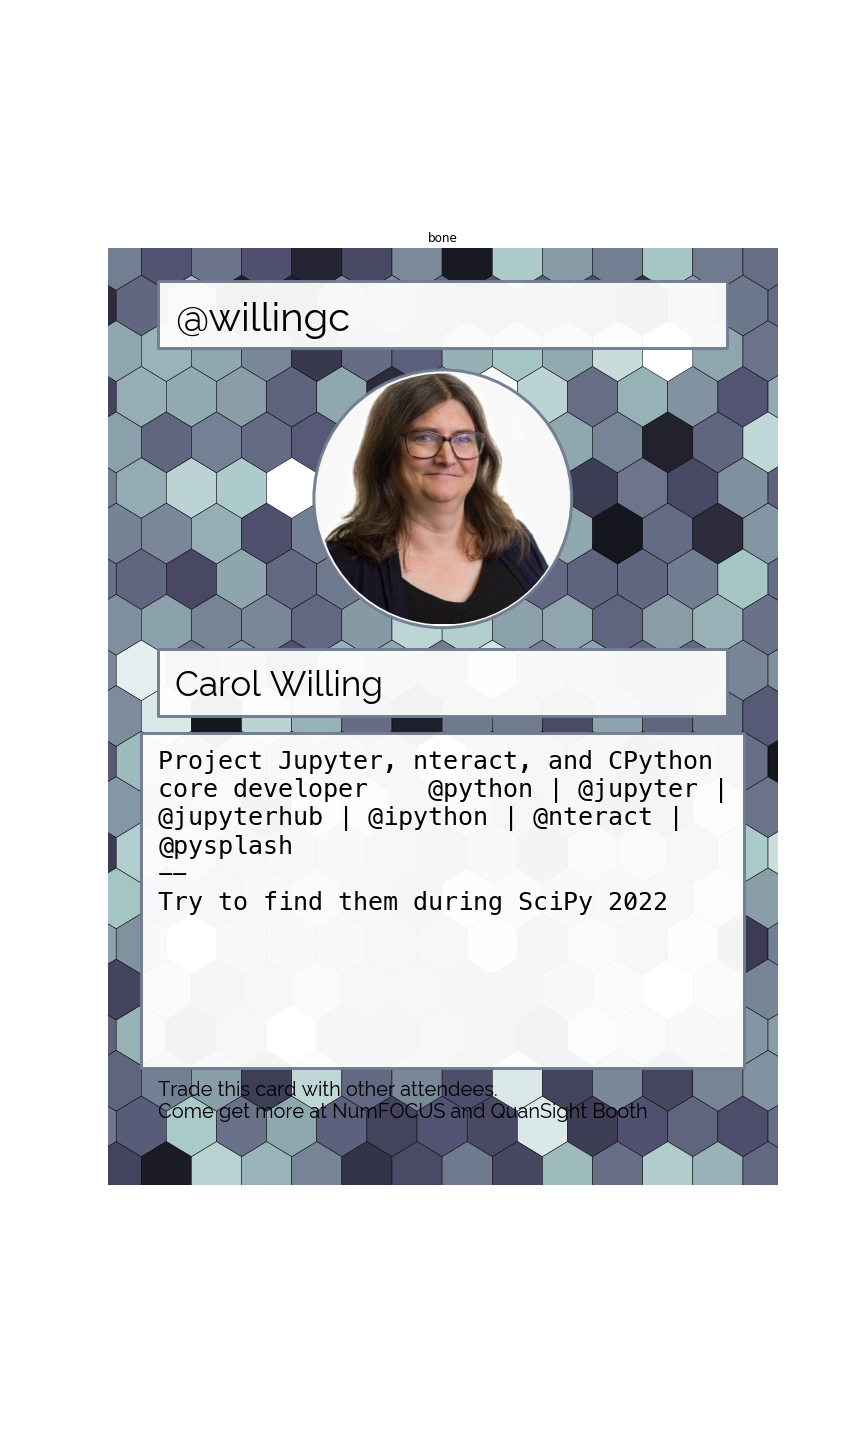 bone
@willingc
Carol Willing
Project Jupyter, nteract, and CPython
core developer    @python | @jupyter |
@jupyterhub | @ipython | @nteract |
@pysplash
——
Try to find them during SciPy 2022
Trade this card with other attendees.
Come get more at NumFOCUS and QuanSight Booth